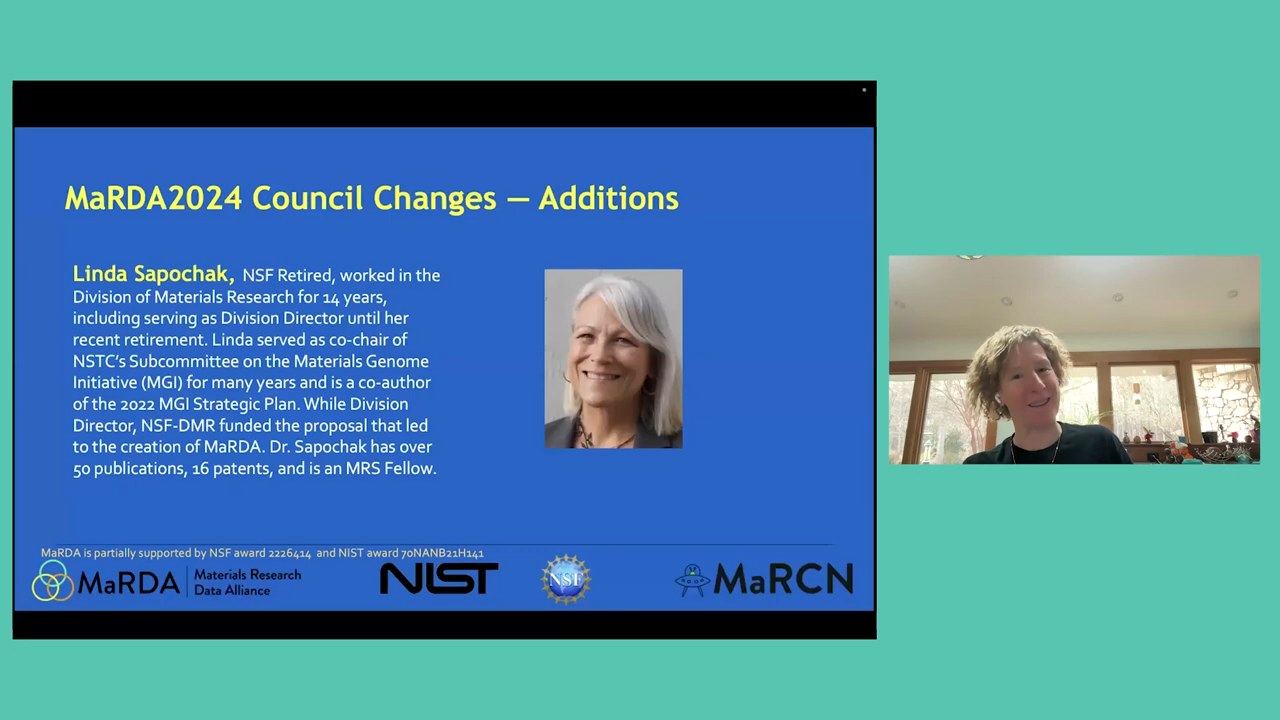 MaRDA2024 Council Changes — Additions
Linda Sapochak, NSF Retired, worked in the
Division of Materials Research for 14 years,
including serving as Division Director until her
recent retirement. Linda served as co-chair of
NSTC's Subcommittee on the Materials Genome
Initiative (MGI) for many years and is a co-author
of the 2022 MGI Strategic Plan. While Division
Director, NSF-DMR funded the proposal that led
to the creation of MaRDA. Dr. Sapochak has over
50 publications, 16 patents, and is an MRS Fellow.
MaRDA is partially supported by NSF award 2226414 and NIST award 70NANB21H141
MaRDA
Materials Research
Data Alliance
NIST
NSF
MaRCN